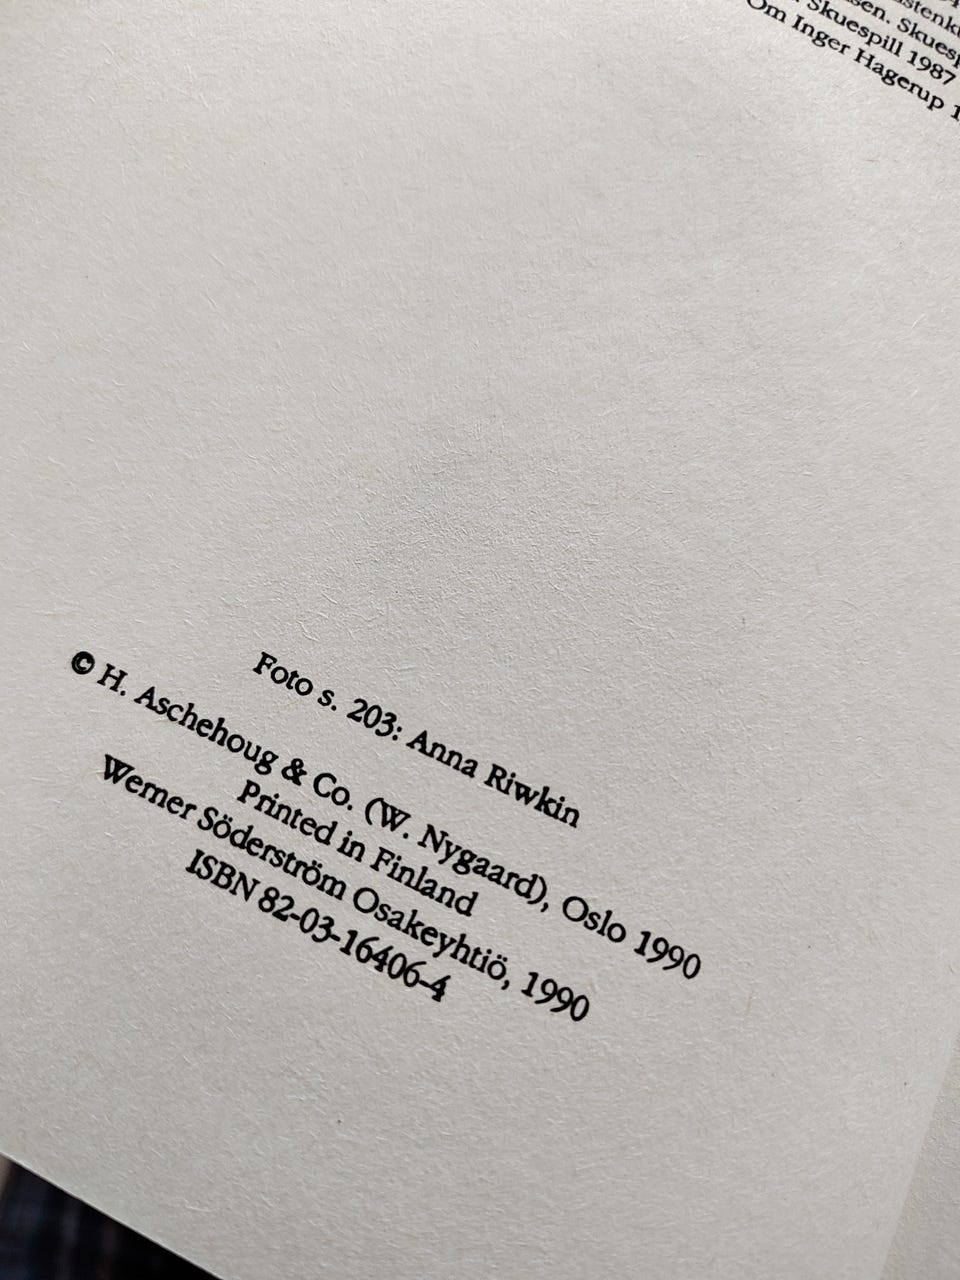 Skuespill 1987
Om Inger Hagerup
Foto s. 203: Anna Riwkin
© H. Aschehoug & Co. (W. Nygaard), Oslo 1990
Printed in Finland
Werner Söderström Osakeyhtiö, 1990
ISBN 82-03-16406-4